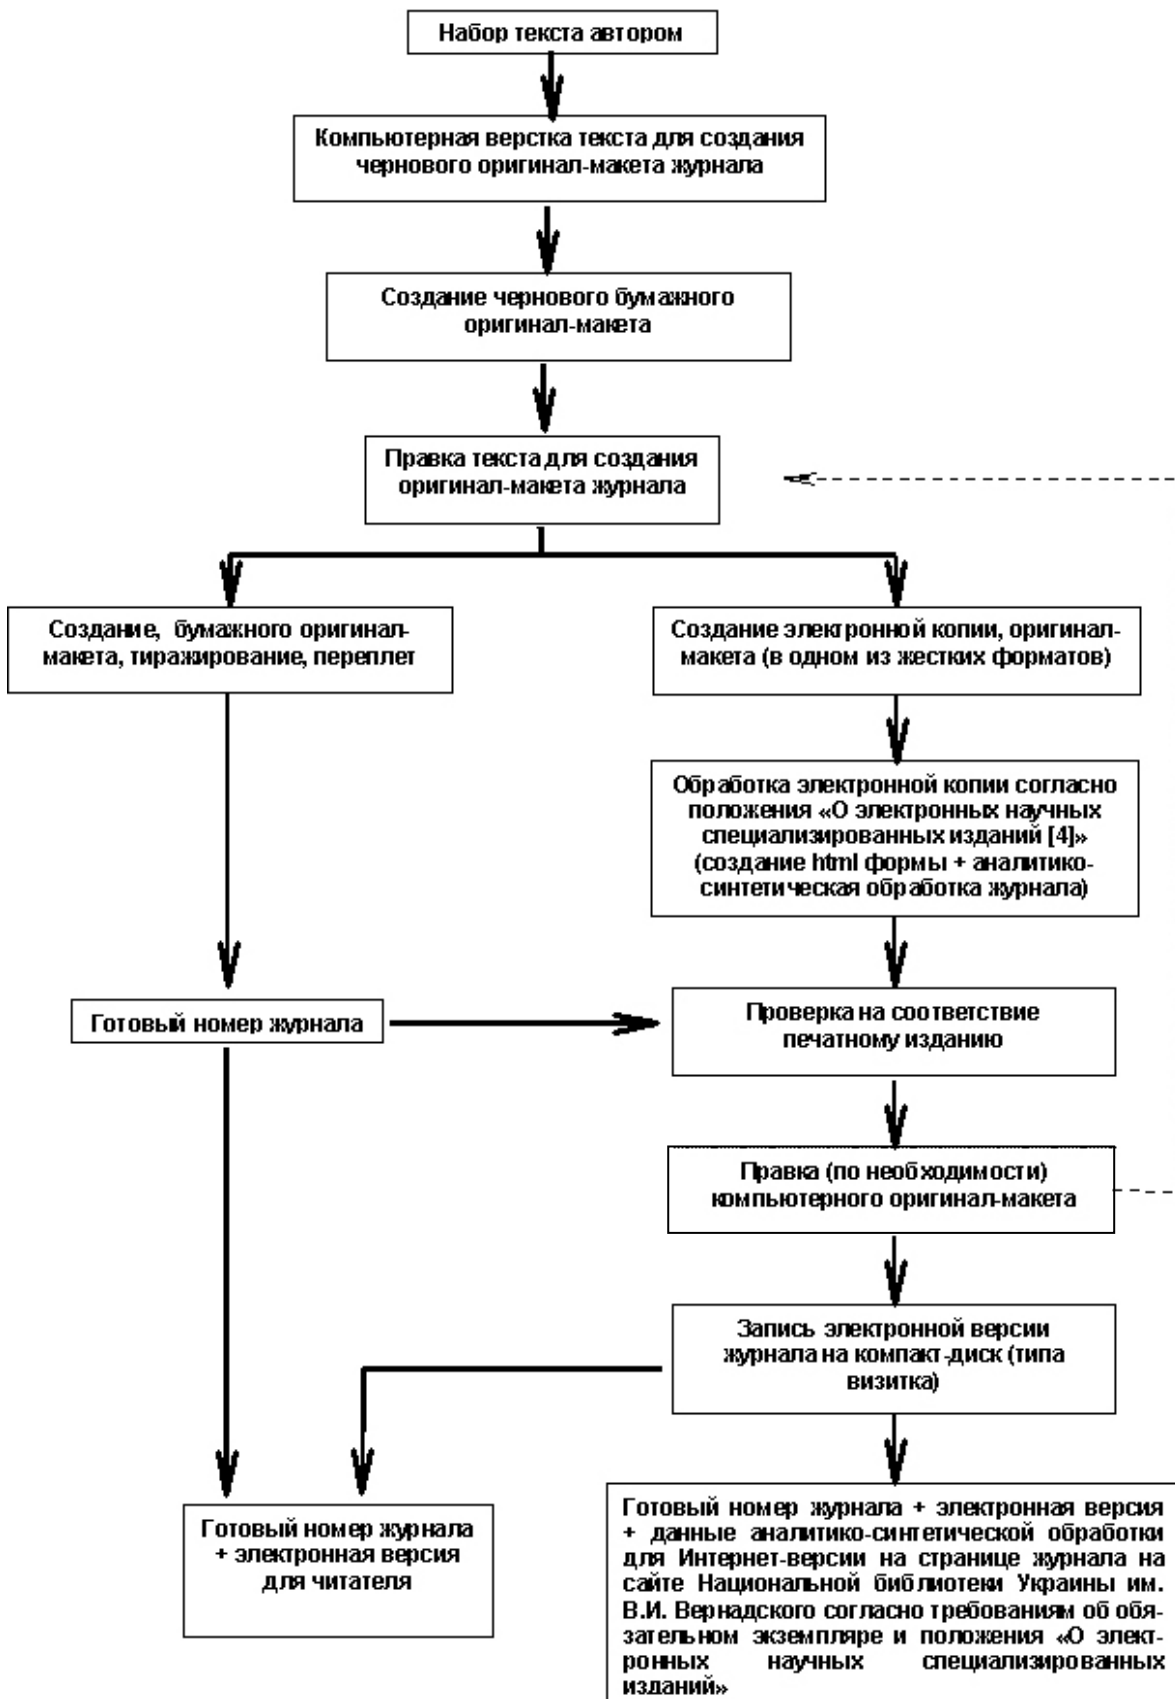 Набор текста автором
Компьютерная верстка текста для создания
чернового оригинал-макета журнала
Создание чернового бумажного
оригинал-макета
Правка текста для создания
оригинал-макета журнала
Создание, бумажного оригинал-
макета, тиражирование, переплет
Создание электронной копии, оригинал-
макета (в одном из жестких форматов)
Обработка электронной копии согласно
положения «О электронных научных
специализированных изданий [4]»
(создание html формы + аналитико-
синтетическая обработка журнала)
Готовый номер журнала
Проверка на соответствие
печатному изданию
Правка (по необходимости)
компьютерного оригинал-макета
Запись электронной версии
журнала на компакт-диск (типа
визитка)
Готовый номер журнала
+ электронная версия
для читателя
Готовый номер журнала + электронная версия
+ данные аналитико-синтетической обработки
для Интернет-версии на странице журнала на
сайте Национальной библиотеки Украины им.
В.И. Вернадского согласно требованиям об обя-
зательном экземпляре и положения «О элект-
ронных научных специализированных
изданий»